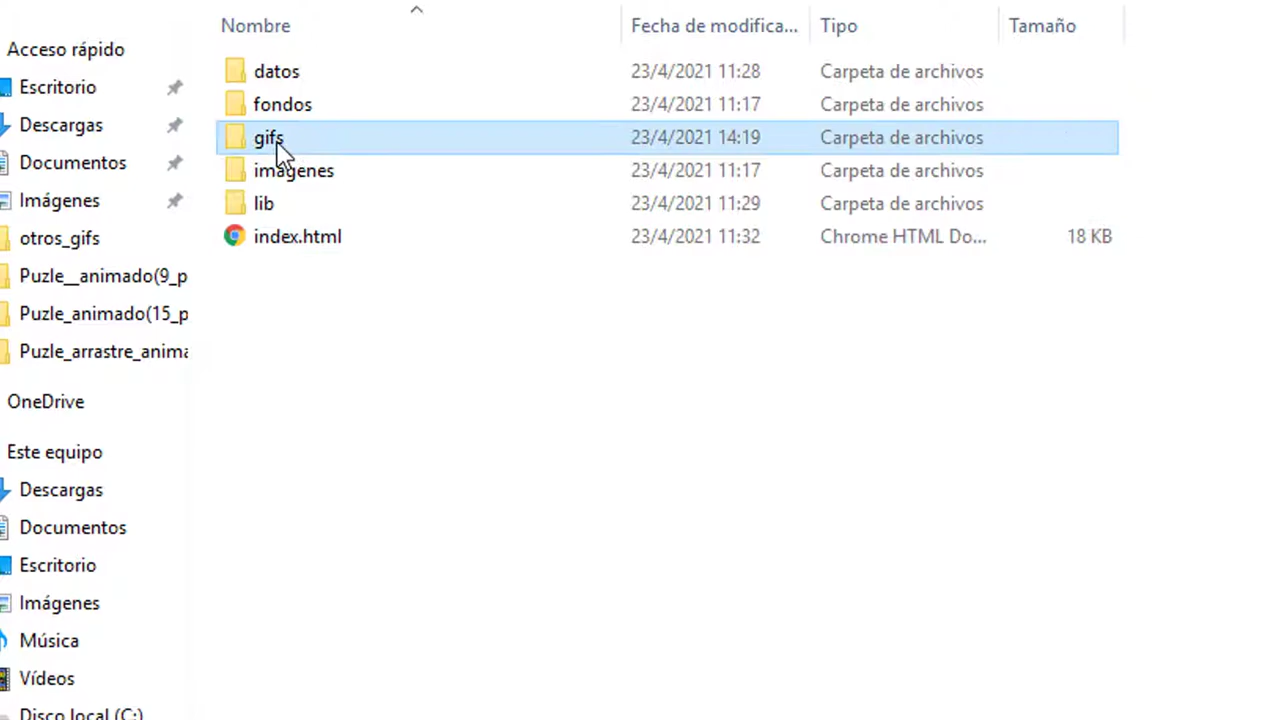 Nombre Fecha de modifica... Tipo Tamaño
datos 23/4/2021 11:28 Carpeta de archivos
fondos 23/4/2021 11:17 Carpeta de archivos
gifs 23/4/2021 14:19 Carpeta de archivos
imagenes 23/4/2021 11:17 Carpeta de archivos
lib 23/4/2021 11:29 Carpeta de archivos
index.html 23/4/2021 11:32 Chrome HTML Do... 18 KB
Acceso rápido
Escritorio
Descargas
Documentos
Imágenes
otros_gifs
Puzle__animado(9_p
Puzle_animado(15_p
Puzle_arrastre_anima
OneDrive
Este equipo
Descargas
Documentos
Escritorio
Imágenes
Música
Vídeos
Disco local (C:)